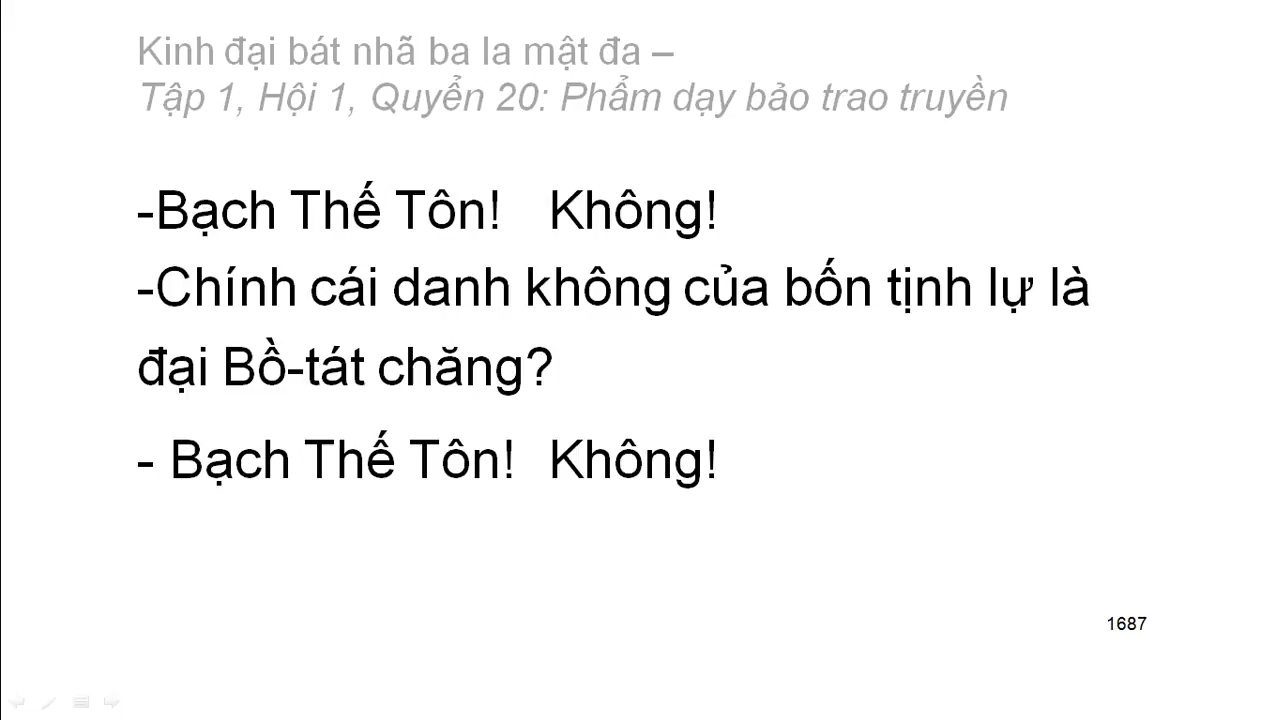 Kinh đại bát nhã ba la mật đa –
Tập 1, Hội 1, Quyển 20: Phẩm dạy bảo trao truyền
-Bạch Thế Tôn! Không!
-Chính cái danh không của bốn tịnh lự là
đại Bồ-tát chăng?
- Bạch Thế Tôn! Không!
1687